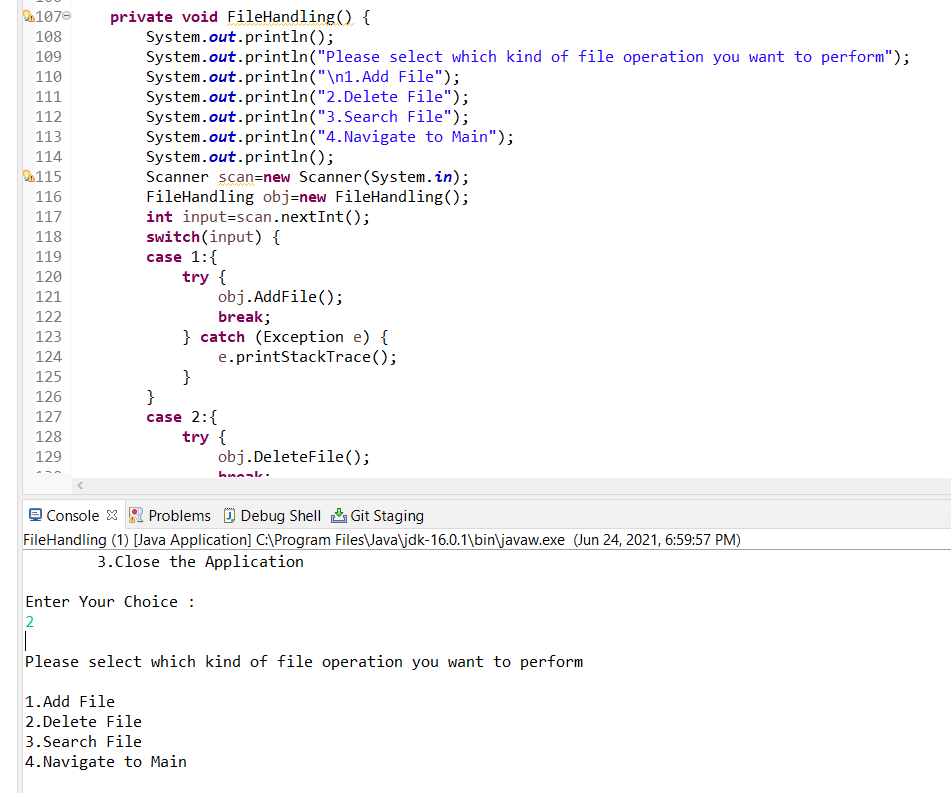 107 private void FileHandling() {
108 System.out.println();
109 System.out.println("Please select which kind of file operation you want to perform");
110 System.out.println("\n1.Add File");
111 System.out.println("2.Delete File");
112 System.out.println("3.Search File");
113 System.out.println("4.Navigate to Main");
114 System.out.println();
115 Scanner scan=new Scanner(System.in);
116 FileHandling obj=new FileHandling();
117 int input=scan.nextInt();
118 switch(input) {
119 case 1:{
120 try {
121 obj.AddFile();
122 break;
123 } catch (Exception e) {
124 e.printStackTrace();
125 }
126 }
127 case 2:{
128 try {
129 obj.DeleteFile();
130 break;
Console Problems Debug Shell Git Staging
FileHandling (1) [Java Application] C:\Program Files\Java\jdk-16.0.1\bin\javaw.exe (Jun 24, 2021, 6:59:57 PM)
3.Close the Application
Enter Your Choice :
2
Please select which kind of file operation you want to perform
1.Add File
2.Delete File
3.Search File
4.Navigate to Main